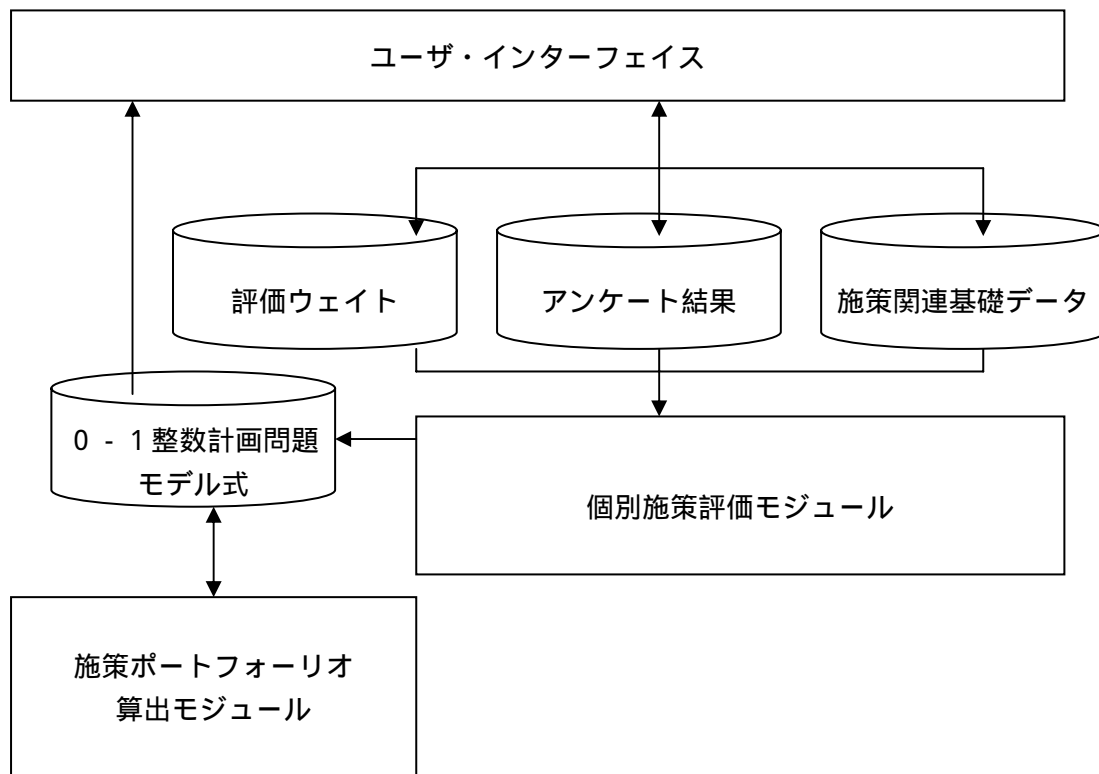 ユーザ・インターフェイス
評価ウェイト
アンケート結果
施策関連基礎データ
0 - 1 整数計画問題
モデル式
個別施策評価モジュール
施策ポートフォーリオ
算出モジュール